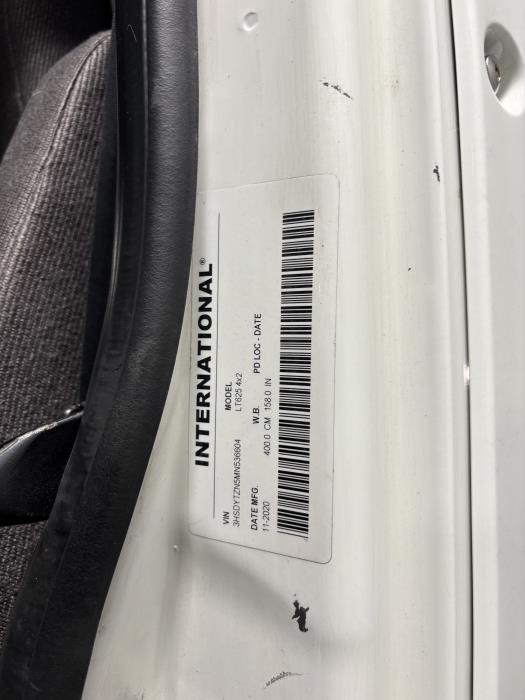 INTERNATIONAL®
VIN MODEL
3HSDYTZN5MN536604 LT625 4x2
DATE MFG. W.B. PD LOC - DATE
11-2020 400.0 CM 158.0 IN